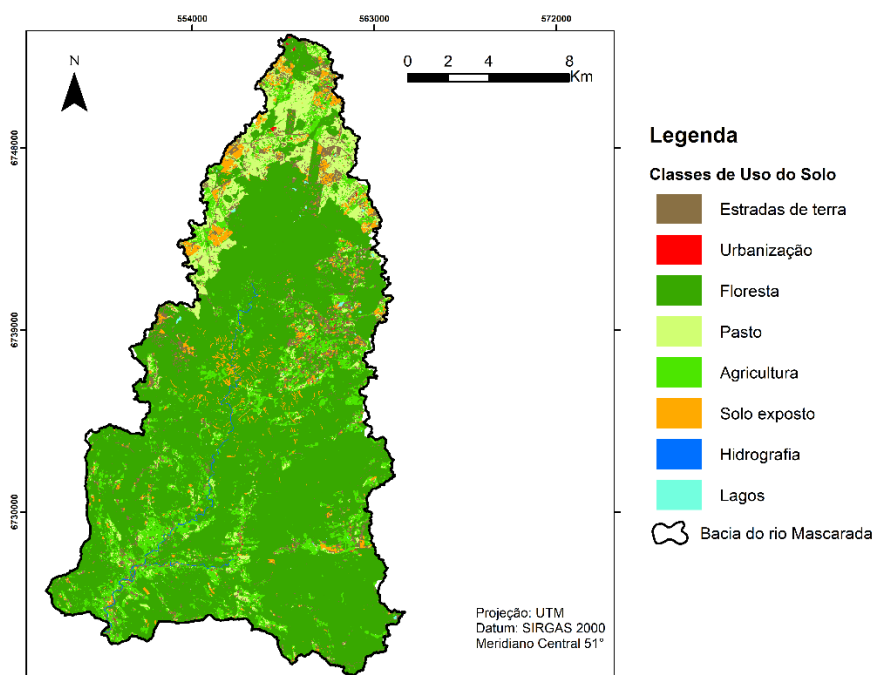 554000
563000
572000
N
0 2 4 8
Km
6748000
6739000
6730000
Legenda
Classes de Uso do Solo
Estradas de terra
Urbanização
Floresta
Pasto
Agricultura
Solo exposto
Hidrografia
Lagos
Bacia do rio Mascarada
Projeção: UTM
Datum: SIRGAS 2000
Meridiano Central 51°